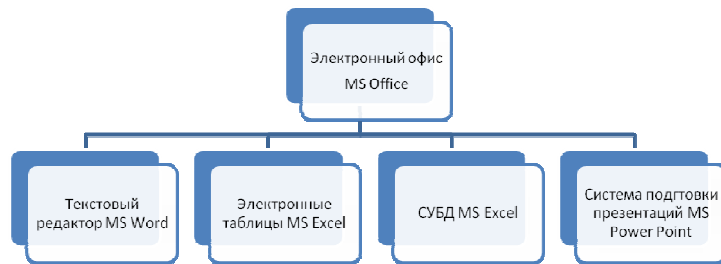 Электронный офис
MS Office
Текстовый
редактор MS Word
Электронные
таблицы MS Excel
СУБД MS Excel
Система подгтовки
презентаций MS
Power Point